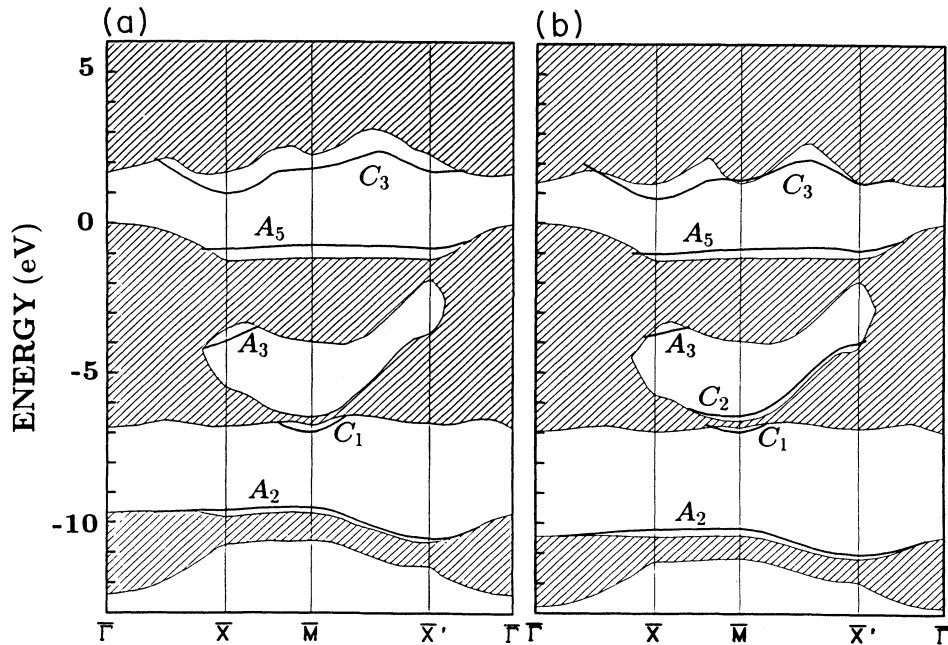 (a) (b)
5
C₃ C₃
0
A₅ A₅
ENERGY (eV)
A₃ A₃
-5
C₂
C₁ C₁
A₂ A₂
-10
Γ̅ X̅ M̅ X̅' Γ̅ Γ̅ X̅ M̅ X̅' Γ̅